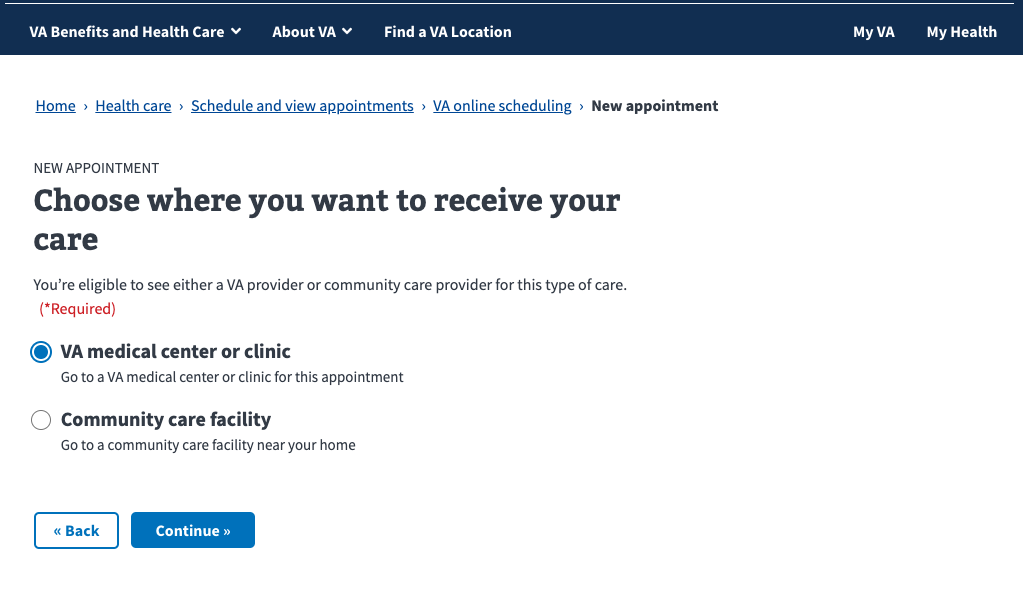 VA Benefits and Health Care About VA Find a VA Location My VA My Health
Home › Health care › Schedule and view appointments › VA online scheduling › New appointment
NEW APPOINTMENT
Choose where you want to receive your
care
You’re eligible to see either a VA provider or community care provider for this type of care.
(*Required)
VA medical center or clinic
Go to a VA medical center or clinic for this appointment
Community care facility
Go to a community care facility near your home
« Back Continue »